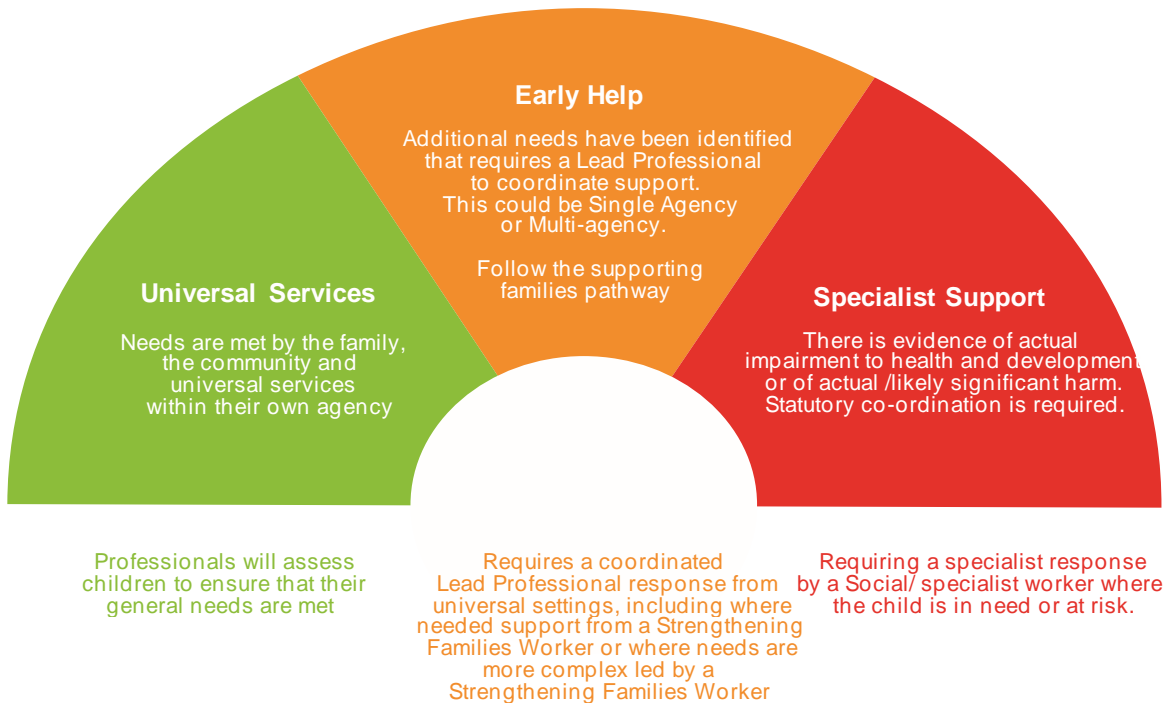 Early Help
Additional needs have been identified
that requires a Lead Professional
to coordinate support.
This could be Single Agency
or Multi-agency.
Follow the supporting
families pathway
Universal Services
Needs are met by the family,
the community and
universal services
within their own agency
Specialist Support
There is evidence of actual
impairment to health and development
or of actual /likely significant harm.
Statutory co-ordination is required.
Professionals will assess
children to ensure that their
general needs are met
Requires a coordinated
Lead Professional response from
universal settings, including where
needed support from a Strengthening
Families Worker or where needs are
more complex led by a
Strengthening Families Worker
Requiring a specialist response
by a Social/ specialist worker where
the child is in need or at risk.